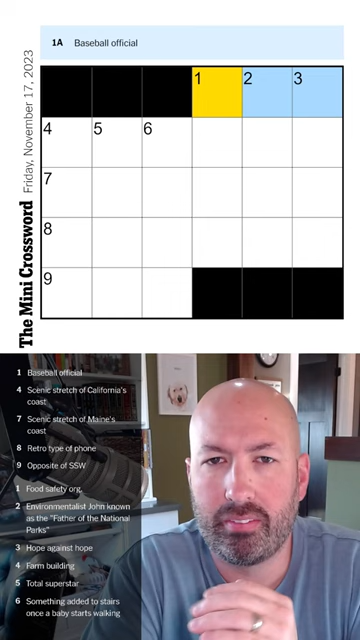 1A Baseball official
The Mini Crossword Friday, November 17, 2023
1 2 3
4 5 6
7
8
9
1 Baseball official
4 Scenic stretch of California's
coast
7 Scenic stretch of Maine's
coast
8 Retro type of phone
9 Opposite of SSW
1 Food safety org.
2 Environmentalist John known
as the "Father of the National
Parks"
3 Hope against hope
4 Farm building
5 Total superstar
6 Something added to stairs
once a baby starts walking